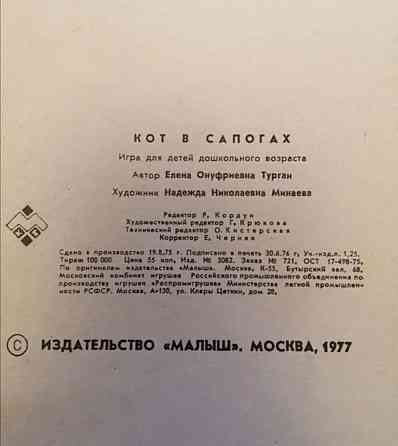 КОТ В САПОГАХ
Игра для детей дошкольного возраста
Автор Елена Онуфриевна Турган
Художник Надежда Николаевна Минаева
Редактор Р. Кордун
Художественный редактор Г. Крюкова
Технический редактор О. Кистерская
Корректор Е. Черняк
Сдано в производство 19.8.75 г. Подписано в печать 30.6.76 г, Уч.-изд.л. 1,25.
Тираж 100 000 Цена 55 коп, Изд. № 3082. Заказ № 721, ОСТ 17-498-75,
По оригиналам издательства «Малыш». Москва, К-55, Бутырский вал, 68,
Московский комбинат игрушек Российского промышленного объединения по
производству игрушек «Роспромигрушка» Министерства легкой промышлен-
ности РСФСР. Москва, А-130, ул. Клары Цеткин, дом 28,
© ИЗДАТЕЛЬСТВО «МАЛЫШ». МОСКВА, 1977